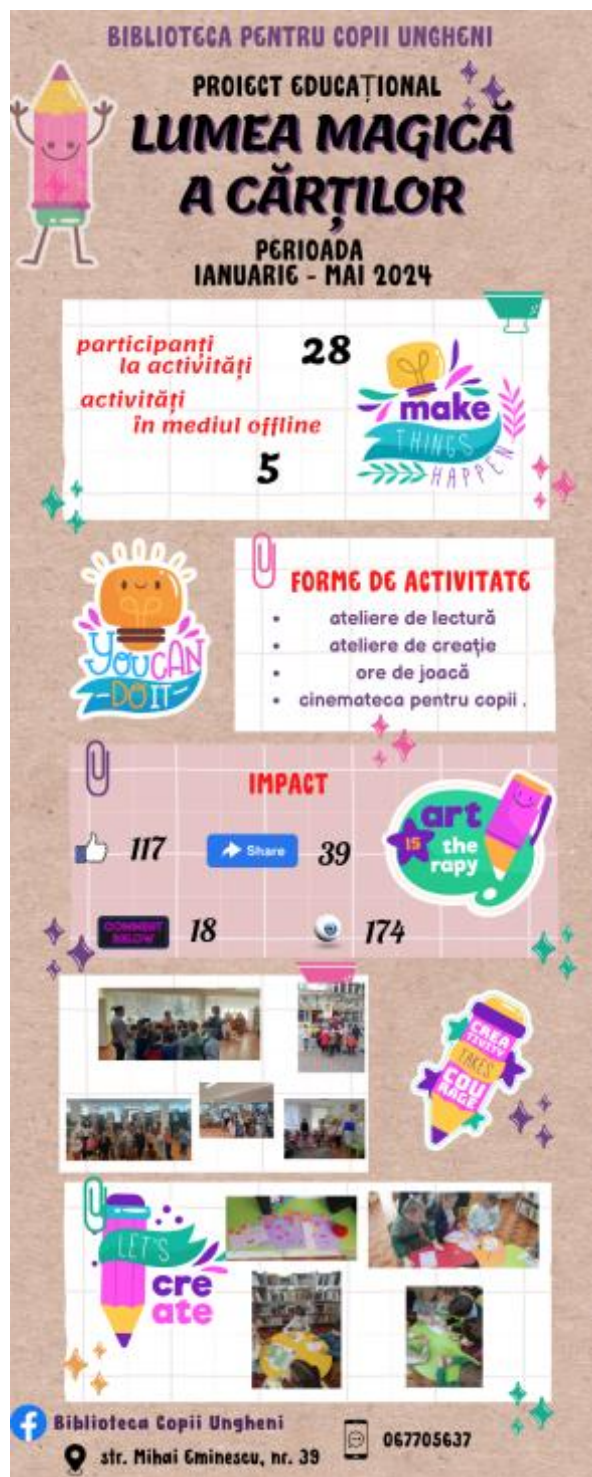 BIBLIOTECA PENTRU COPII UNGHENI
PROIECT EDUCAȚIONAL
LUMEA MAGICĂ
A CĂRȚILOR
PERIOADA
IANUARIE - MAI 2024
participanți
la activități
28
activități
în mediul offline
5
make
THINGS
HAPPEN
YOU CAN
DO IT
FORME DE ACTIVITATE
• ateliere de lectură
• ateliere de creație
• ore de joacă
• cinemateca pentru copii .
IMPACT
117
Share
39
COMMENT
BELOW
18
174
art
is
the
rapy
CREA
TIVITY
TAKES
COU
RAGE
LET'S
cre
ate
Biblioteca Copii Ungheni
str. Mihai Eminescu, nr. 39
067705637